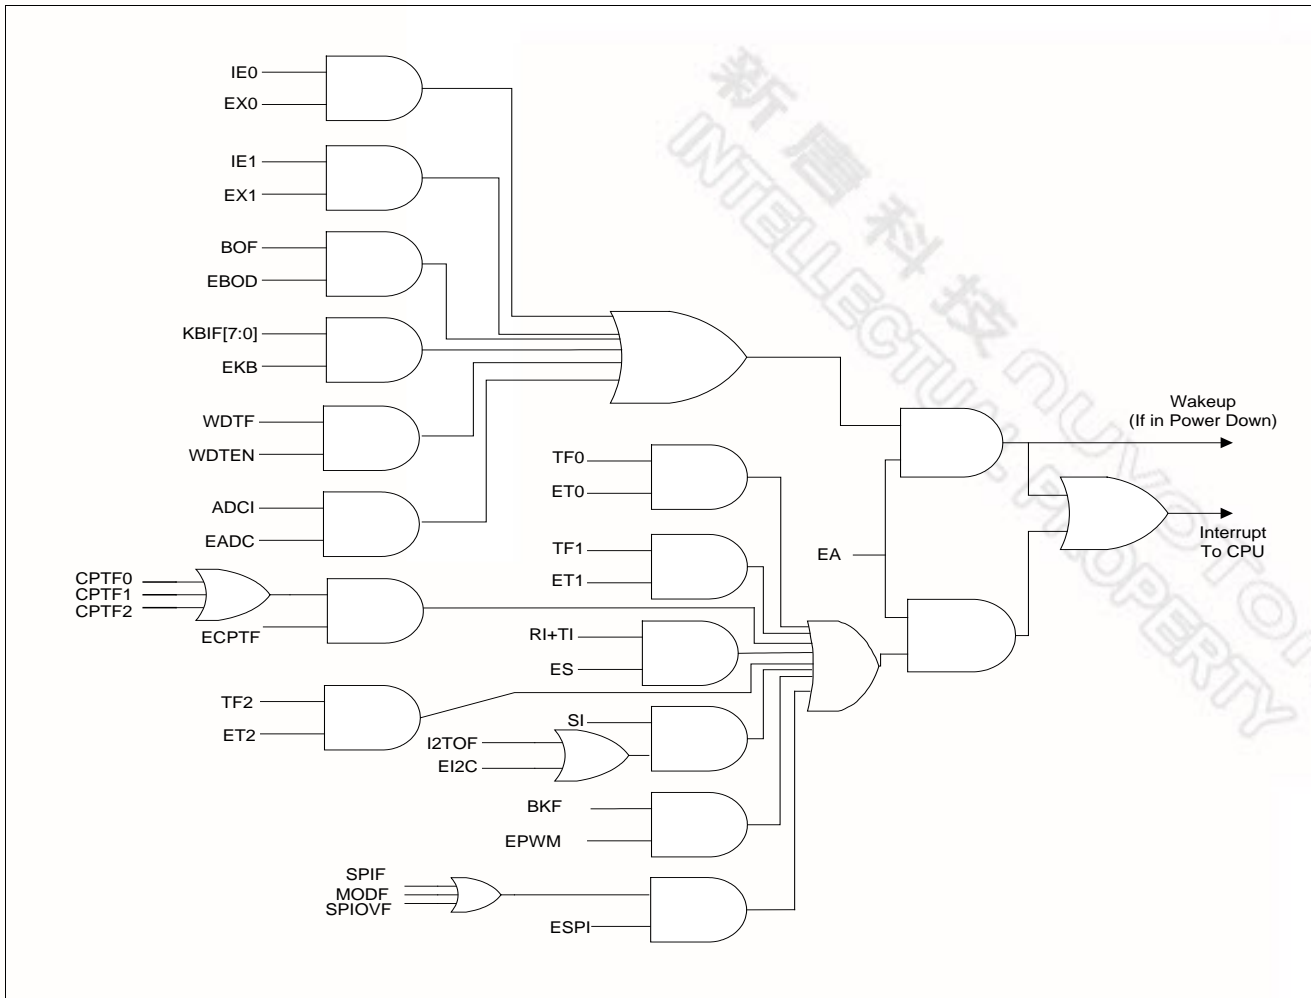 IE0
EX0
IE1
EX1
BOF
EBOD
KBIF[7:0]
EKB
WDTF
WDTEN
ADCI
EADC
CPTF0
CPTF1
CPTF2
ECPTF
TF2
ET2
TF0
ET0
TF1
ET1
RI+TI
ES
SI
I2TOF
EI2C
BKF
EPWM
SPIF
MODF
SPIOVF
ESPI
EA
Wakeup
(If in Power Down)
Interrupt
To CPU
新唐科技 nuvoTon
INTELLECTUAL PROPERTY